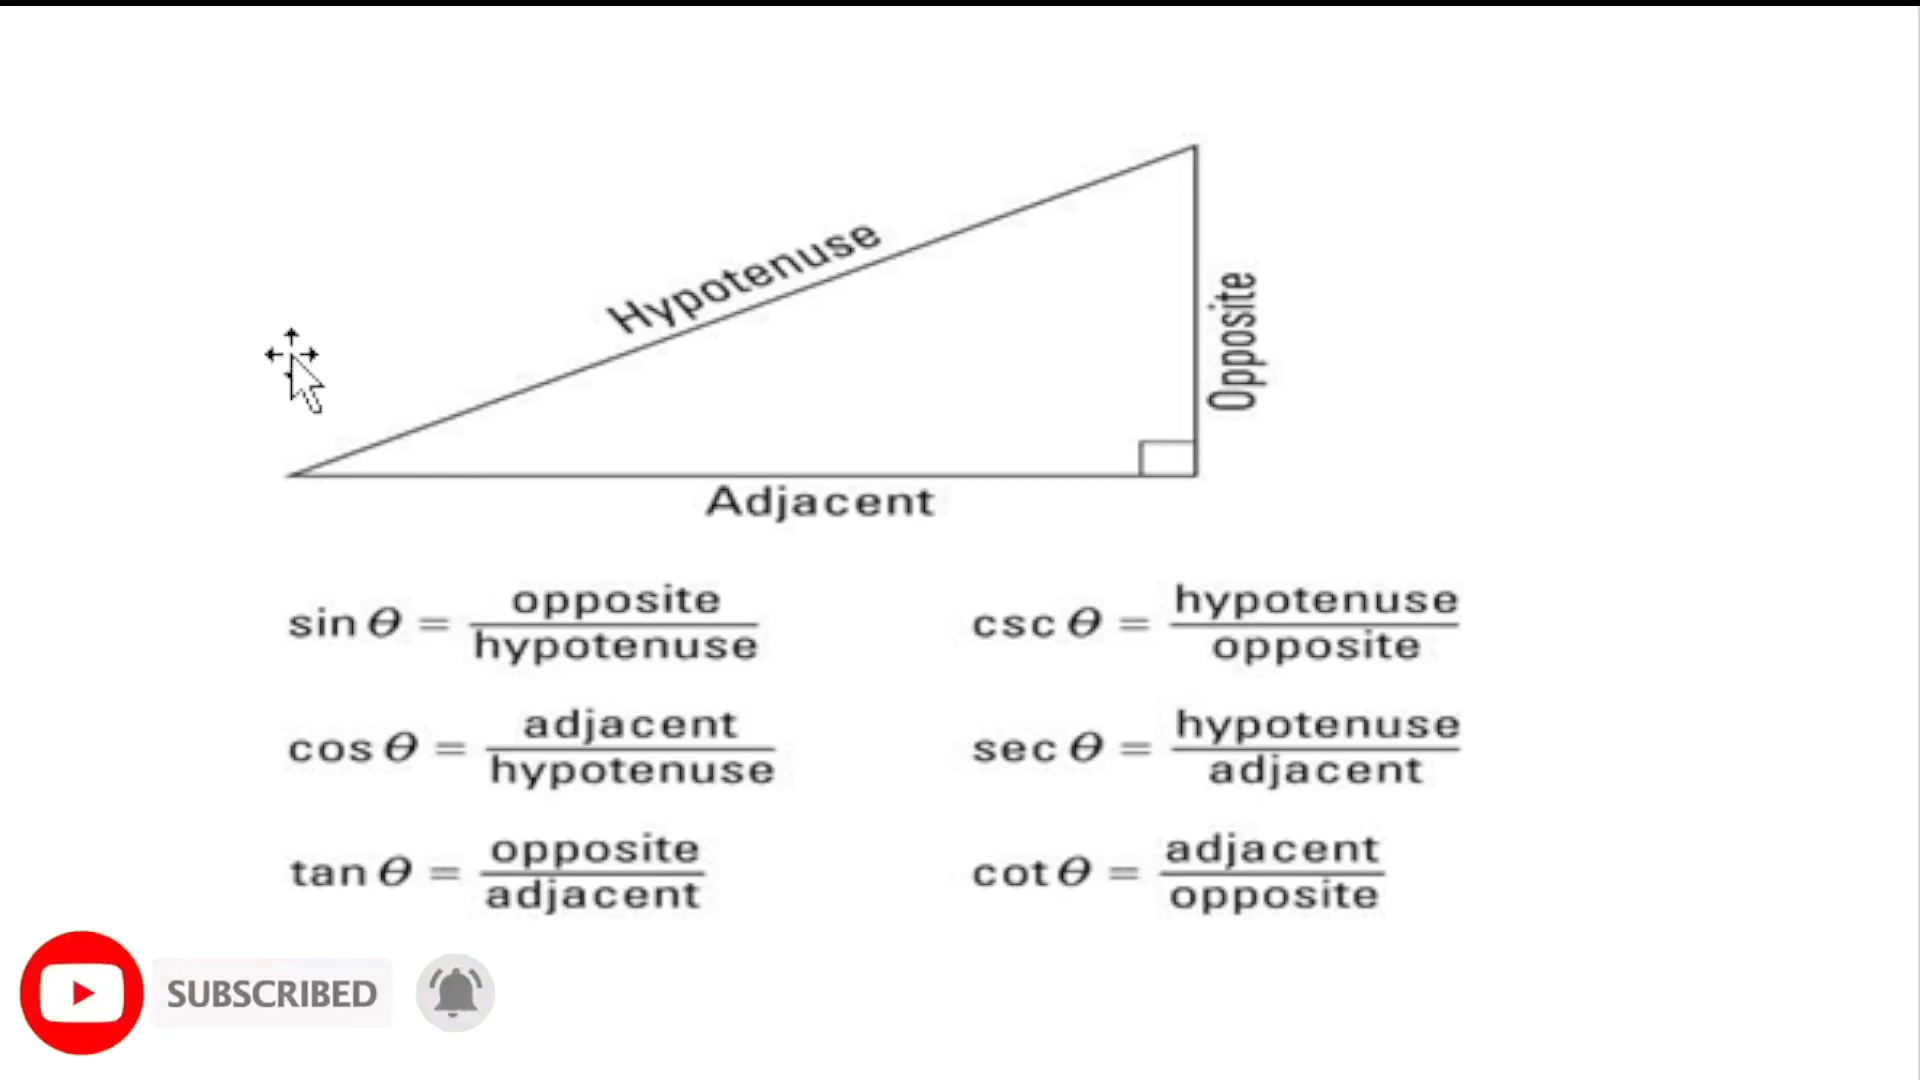 Hypotenuse
Opposite
Adjacent
sin θ = opposite / hypotenuse
csc θ = hypotenuse / opposite
cos θ = adjacent / hypotenuse
sec θ = hypotenuse / adjacent
tan θ = opposite / adjacent
cot θ = adjacent / opposite
SUBSCRIBED